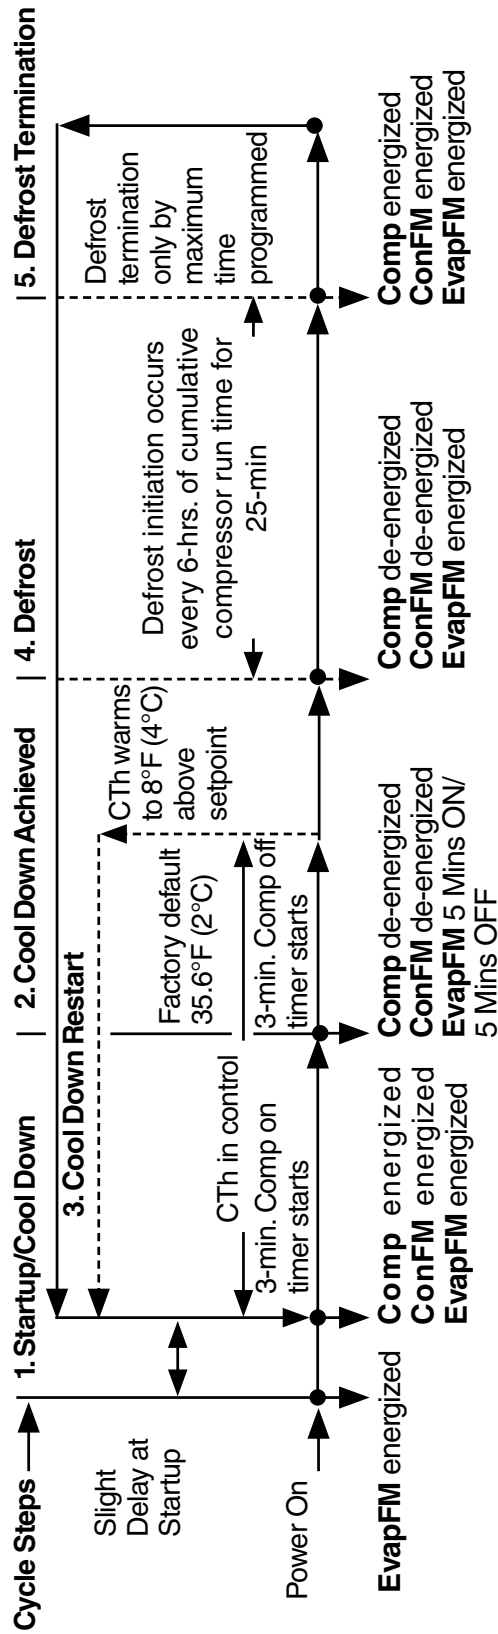 Cycle Steps
1. Startup/Cool Down
2. Cool Down Achieved
4. Defrost
5. Defrost Termination
3. Cool Down Restart
Slight
Delay at
Startup
Factory default
35.6°F (2°C)
CTh warms
to 8°F (4°C)
above
setpoint
Defrost initiation occurs
every 6-hrs. of cumulative
compressor run time for
25-min
Defrost
termination
only by
maximum
time
programmed
CTh in control
3-min. Comp on
timer starts
3-min. Comp off
timer starts
Power On
EvapFM energized
Comp energized
ConFM energized
EvapFM energized
Comp de-energized
ConFM de-energized
EvapFM 5 Mins ON/
5 Mins OFF
Comp de-energized
ConFM de-energized
EvapFM energized
Comp energized
ConFM energized
EvapFM energized